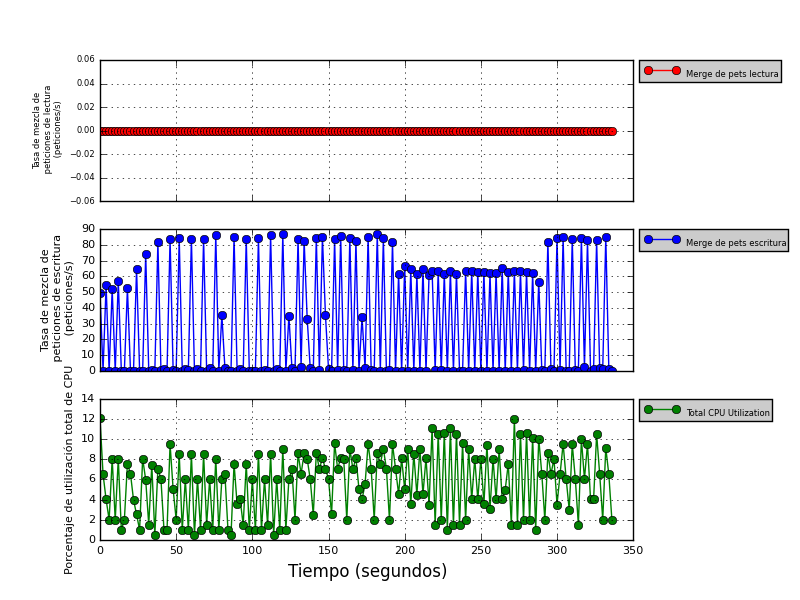 0.06
0.04
0.02
0.00
−0.02
−0.04
−0.06
Tasa de mezcla de
peticiones de lectura
(peticiones/s)
Merge de pets lectura
90
80
70
60
50
40
30
20
10
0
Tasa de mezcla de
peticiones de escritura
(peticiones/s)
Merge de pets escritura
14
12
10
8
6
4
2
0
Porcentaje de utilización total de CPU
Total CPU Utilization
0 50 100 150 200 250 300 350
Tiempo (segundos)